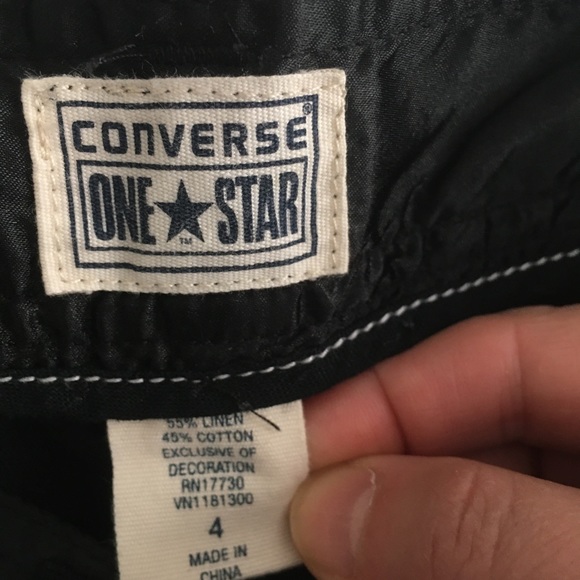 CONVERSE®
ONE★STAR
™
55% LINEN
45% COTTON
EXCLUSIVE OF
DECORATION
RN17730
VN1181300
4
MADE IN
CHINA